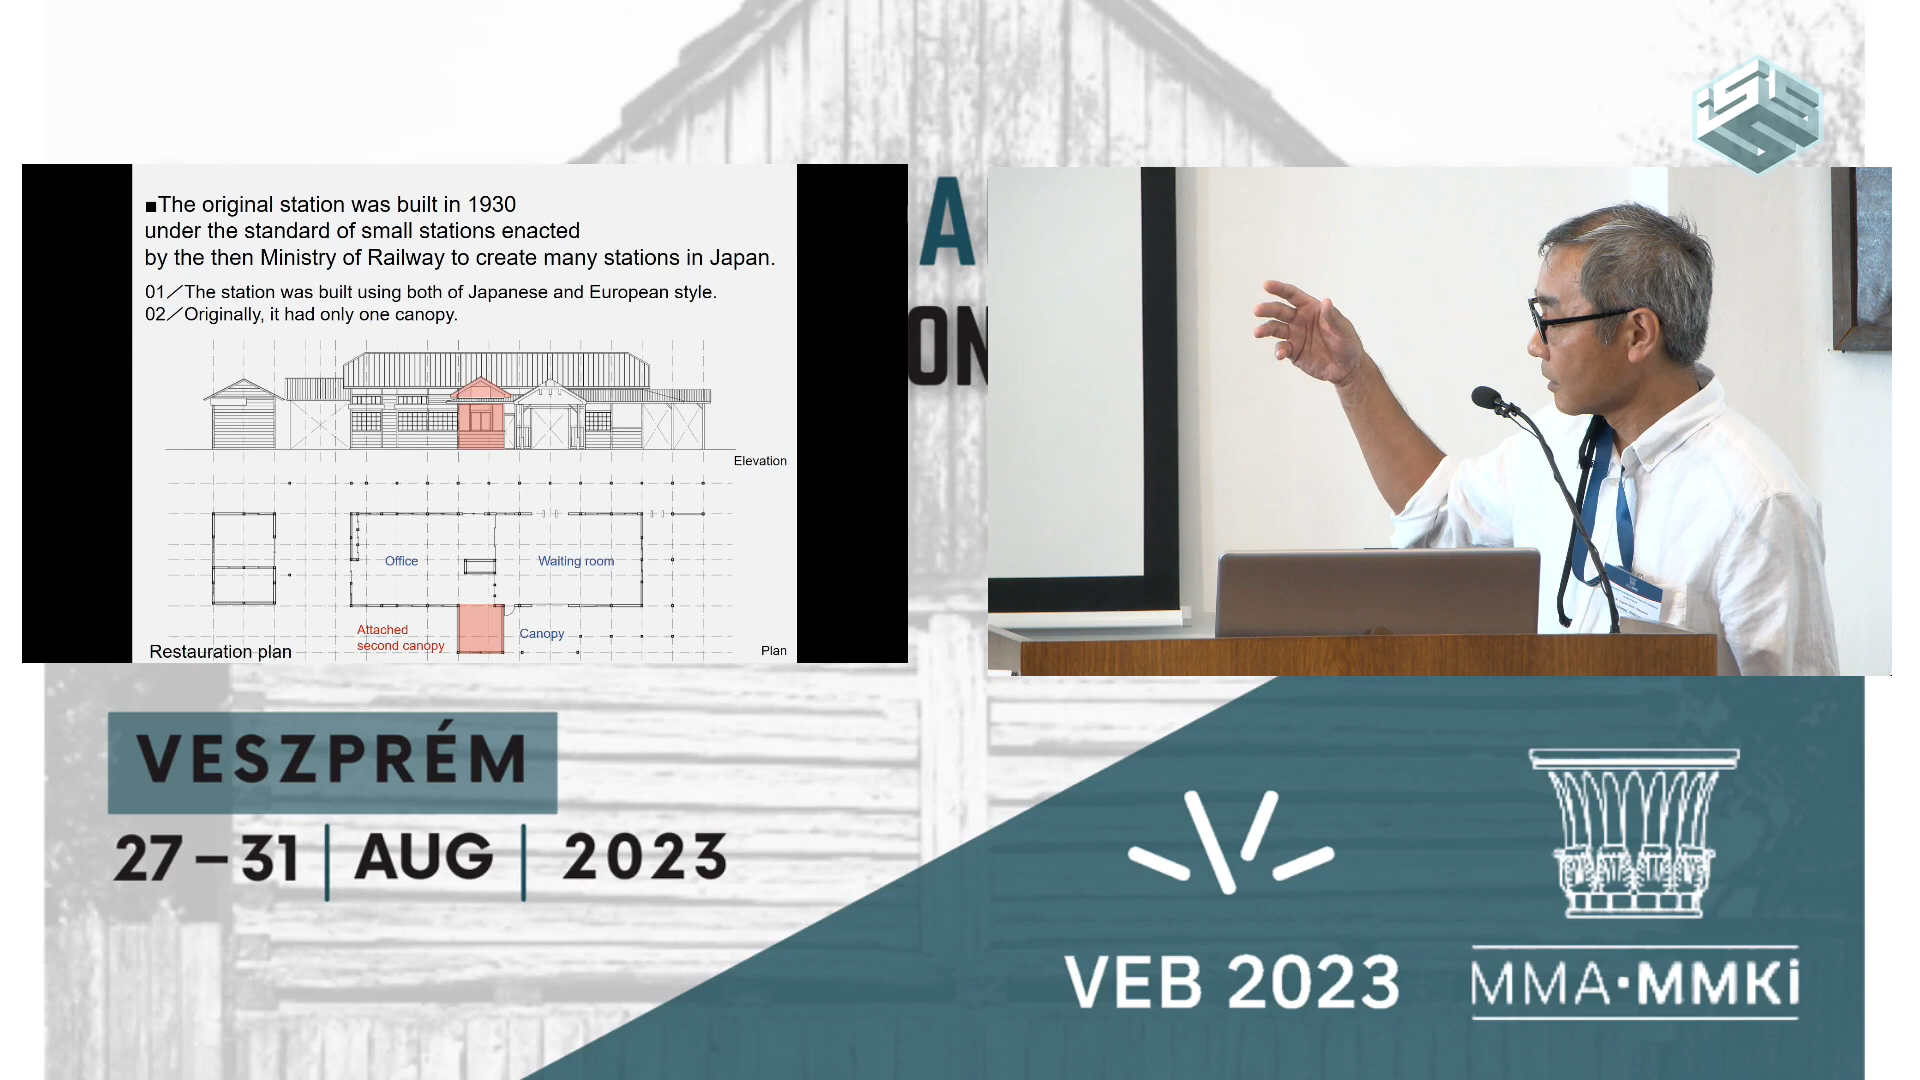 ■The original station was built in 1930
under the standard of small stations enacted
by the then Ministry of Railway to create many stations in Japan.
01／The station was built using both of Japanese and European style.
02／Originally, it had only one canopy.
Elevation
Office
Waiting room
Attached
second canopy
Canopy
Restauration plan
Plan
A
ON
VESZPRÉM
27–31 | AUG | 2023
VEB 2023
MMA·MMKi